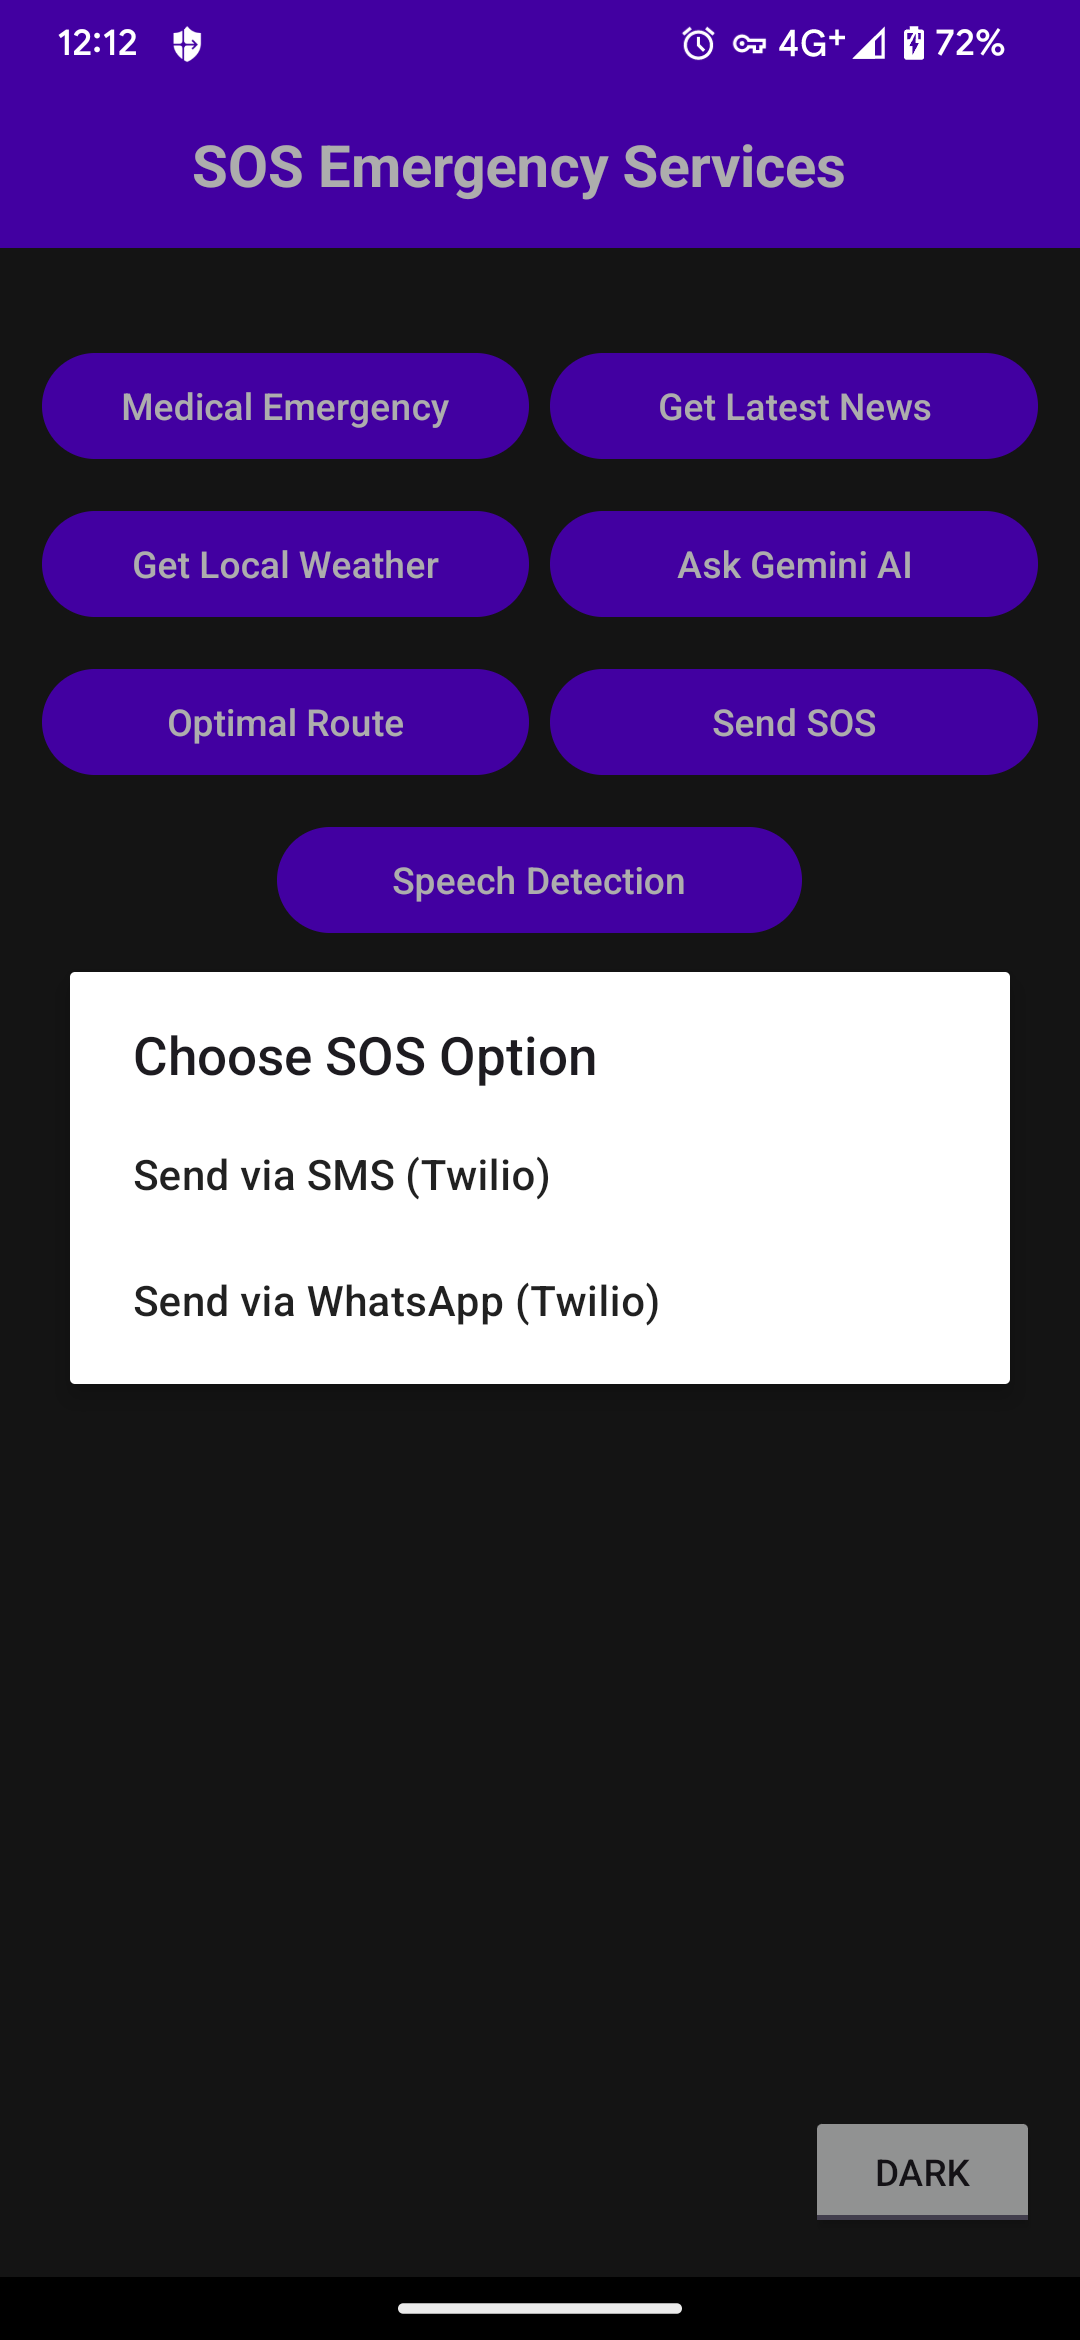 12:12 4G+ 72%
SOS Emergency Services
Medical Emergency Get Latest News
Get Local Weather Ask Gemini AI
Optimal Route Send SOS
Speech Detection
Choose SOS Option
Send via SMS (Twilio)
Send via WhatsApp (Twilio)
DARK